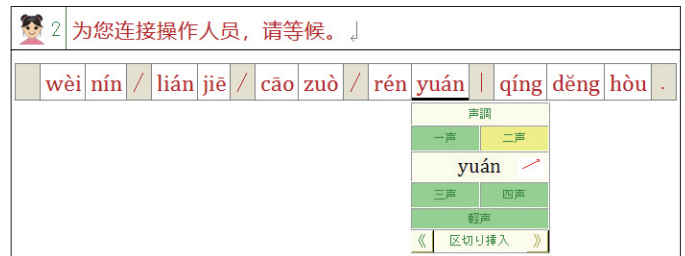 2 为您连接操作人员，请等候。↲
wèi nín / lián jiē / cāo zuò / rén yuán | qíng děng hòu .
声調
一声 二声
yuán
三声 四声
軽声
《 区切り挿入 》